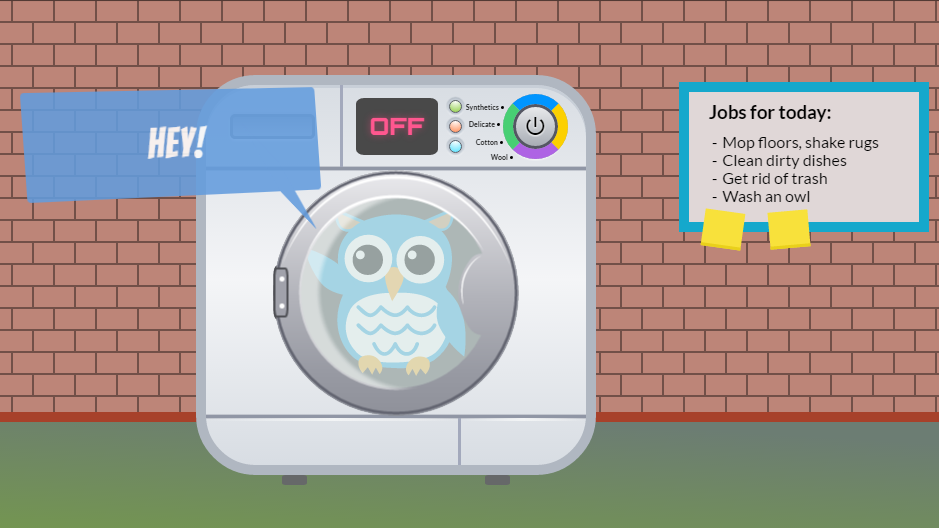 HEY!
OFF
Synthetics
Delicate
Cotton
Wool
Jobs for today:
- Mop floors, shake rugs
- Clean dirty dishes
- Get rid of trash
- Wash an owl